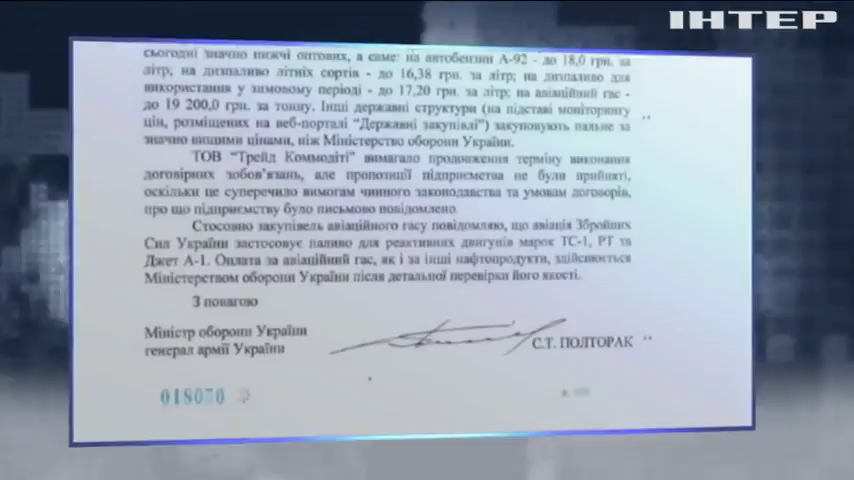 ІНТЕР
сьогодні значно нижчі оптових, а саме: на автобензин А-92 - до 18,0 грн. за
літр, на дизпаливо літніх сортів - до 16,38 грн. за літр; на дизпаливо для
використання у зимовому періоді - до 17,20 грн. за літр; на авіаційний гас -
до 19 200,0 грн. за тонну. Інші державні структури (на підставі моніторингу
цін, розміщених на веб-порталі “Державні закупівлі”) закуповують пальне за
значно вищими цінами, ніж Міністерство оборони України.
ТОВ “Трейд Коммодіті” вимагало продовження терміну виконання
договірних зобов’язань, але пропозиції підприємства не були прийняті,
оскільки це суперечило вимогам чинного законодавства та умовам договорів,
про що підприємству було письмово повідомлено.
Стосовно закупівель авіаційного гасу повідомляю, що авіація Збройних
Сил України застосовує паливо для реактивних двигунів марок ТС-1, РТ та
Джет А-1. Оплата за авіаційний гас, як і за інші нафтопродукти, здійснюється
Міністерством оборони України після детальної перевірки його якості.
З повагою
Міністр оборони України
генерал армії України
С.Т. ПОЛТОРАК
018070